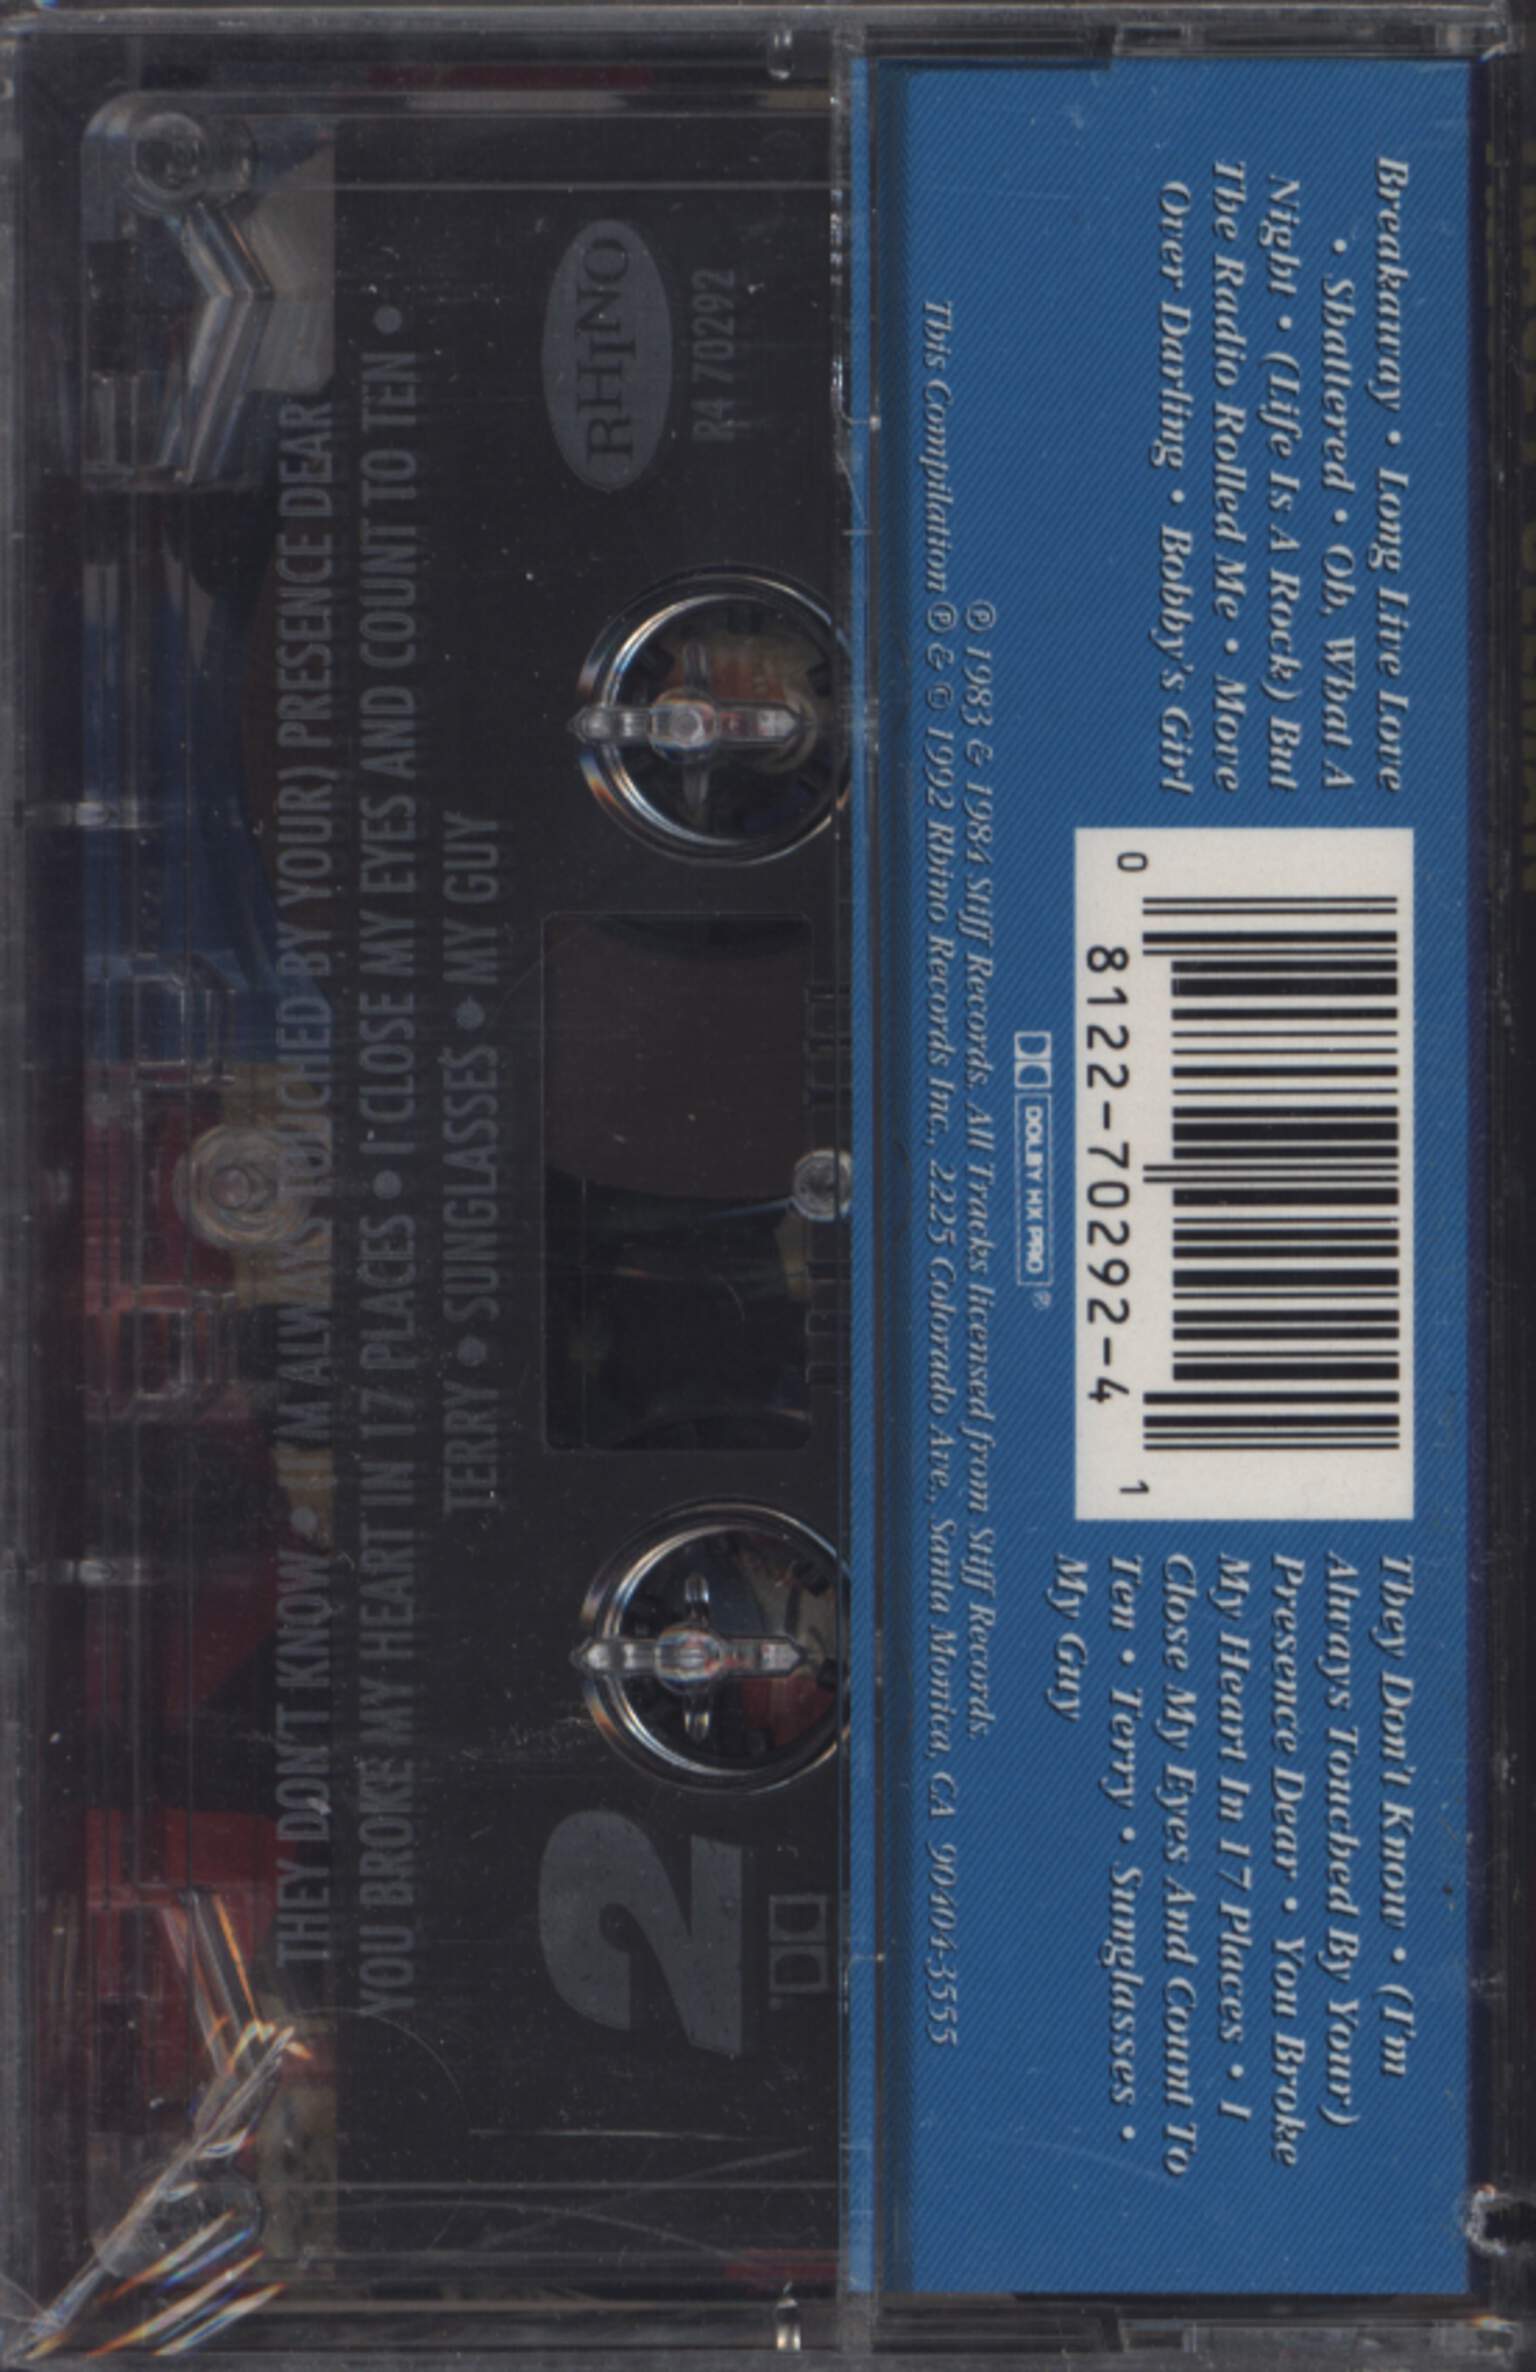 Breakaway • Long Live Love
• Shattered • Oh, What A
Night • (Life Is A Rock) But
The Radio Rolled Me • Move
Over Darling • Bobby's Girl
0
8122-70292-4
1
They Don't Know • (I'm
Always Touched By Your)
Presence Dear • You Broke
My Heart In 17 Places • I
Close My Eyes And Count To
Ten • Terry • Sunglasses •
My Guy
DOLBY HX PRO ®
℗ 1983 & 1984 Stiff Records. All Tracks licensed from Stiff Records.
This Compilation ℗ & © 1992 Rhino Records Inc., 2225 Colorado Ave., Santa Monica, CA 90404-3555
2
RHINO
R4 70292
THEY DON'T KNOW • (I'M ALWAYS TOUCHED BY YOUR) PRESENCE DEAR
YOU BROKE MY HEART IN 17 PLACES • I CLOSE MY EYES AND COUNT TO TEN •
TERRY • SUNGLASSES • MY GUY